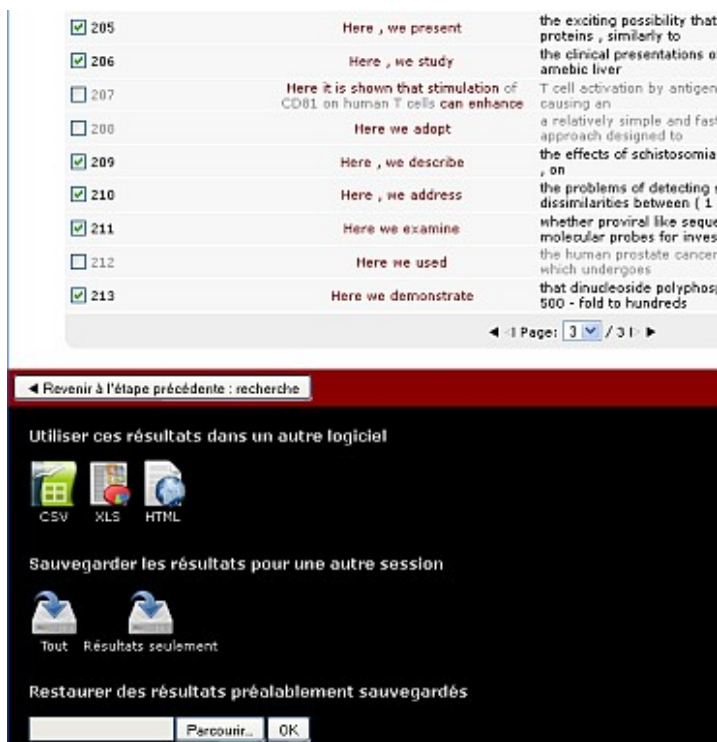 205 Here , we present the exciting possibility that
proteins , similarly to
206 Here , we study the clinical presentations o
amebic liver
207 Here it is shown that stimulation of T cell activation by antigen
CD81 on human T cells can enhance causing an
208 Here we adopt a relatively simple and fast
approach designed to
209 Here , we describe the effects of schistosomia
, on
210 Here , we address the problems of detecting s
dissimilarities between ( 1
211 Here we examine whether proviral like seque
molecular probes for inves
212 Here we used the human prostate cancer
which undergoes
213 Here we demonstrate that dinucleoside polyphosp
500 - fold to hundreds
Page: 3 / 3
Revenir à l'étape précédente : recherche
Utiliser ces résultats dans un autre logiciel
CSV XLS HTML
Sauvegarder les résultats pour une autre session
Tout Résultats seulement
Restaurer des résultats préalablement sauvegardés
Parcourir... OK